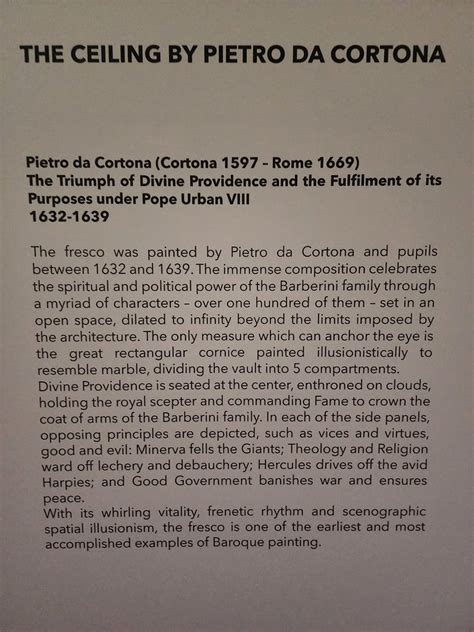 THE CEILING BY PIETRO DA CORTONA
Pietro da Cortona (Cortona 1597 – Rome 1669)
The Triumph of Divine Providence and the Fulfilment of its
Purposes under Pope Urban VIII
1632-1639
The fresco was painted by Pietro da Cortona and pupils
between 1632 and 1639. The immense composition celebrates
the spiritual and political power of the Barberini family through
a myriad of characters – over one hundred of them – set in an
open space, dilated to infinity beyond the limits imposed by
the architecture. The only measure which can anchor the eye is
the great rectangular cornice painted illusionistically to
resemble marble, dividing the vault into 5 compartments.
Divine Providence is seated at the center, enthroned on clouds,
holding the royal scepter and commanding Fame to crown the
coat of arms of the Barberini family. In each of the side panels,
opposing principles are depicted, such as vices and virtues,
good and evil: Minerva fells the Giants; Theology and Religion
ward off lechery and debauchery; Hercules drives off the avid
Harpies; and Good Government banishes war and ensures
peace.
With its whirling vitality, frenetic rhythm and scenographic
spatial illusionism, the fresco is one of the earliest and most
accomplished examples of Baroque painting.